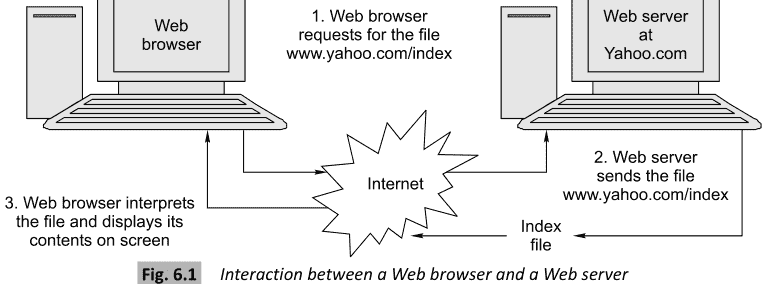 Web
browser
1. Web browser
requests for the file
www.yahoo.com/index
Web server
at
Yahoo.com
Internet
2. Web server
sends the file
www.yahoo.com/index
3. Web browser interprets
the file and displays its
contents on screen
Index
file
Fig. 6.1 Interaction between a Web browser and a Web server